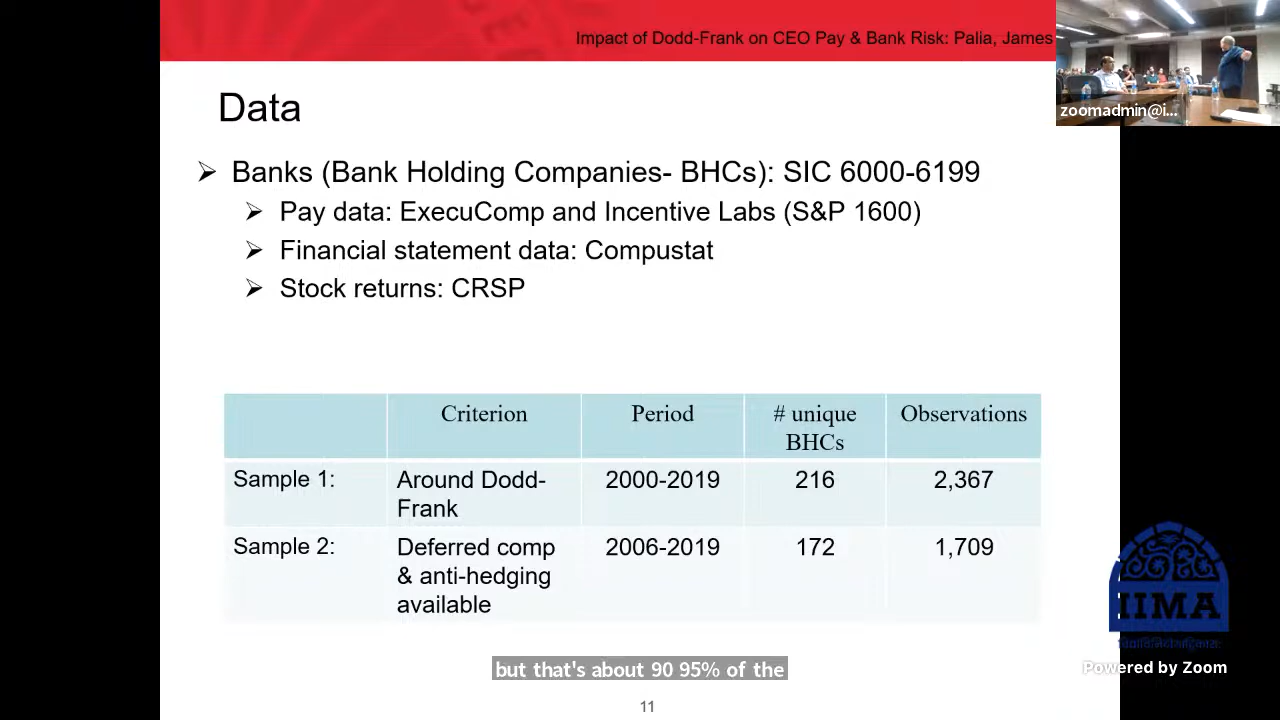 Impact of Dodd-Frank on CEO Pay & Bank Risk: Palia, James
zoomadmin@i...
Data
➢ Banks (Bank Holding Companies- BHCs): SIC 6000-6199
➢ Pay data: ExecuComp and Incentive Labs (S&P 1600)
➢ Financial statement data: Compustat
➢ Stock returns: CRSP
Criterion Period # unique BHCs Observations
Sample 1: Around Dodd-Frank 2000-2019 216 2,367
Sample 2: Deferred comp & anti-hedging available 2006-2019 172 1,709
IIMA
Powered by Zoom
but that's about 90 95% of the
11